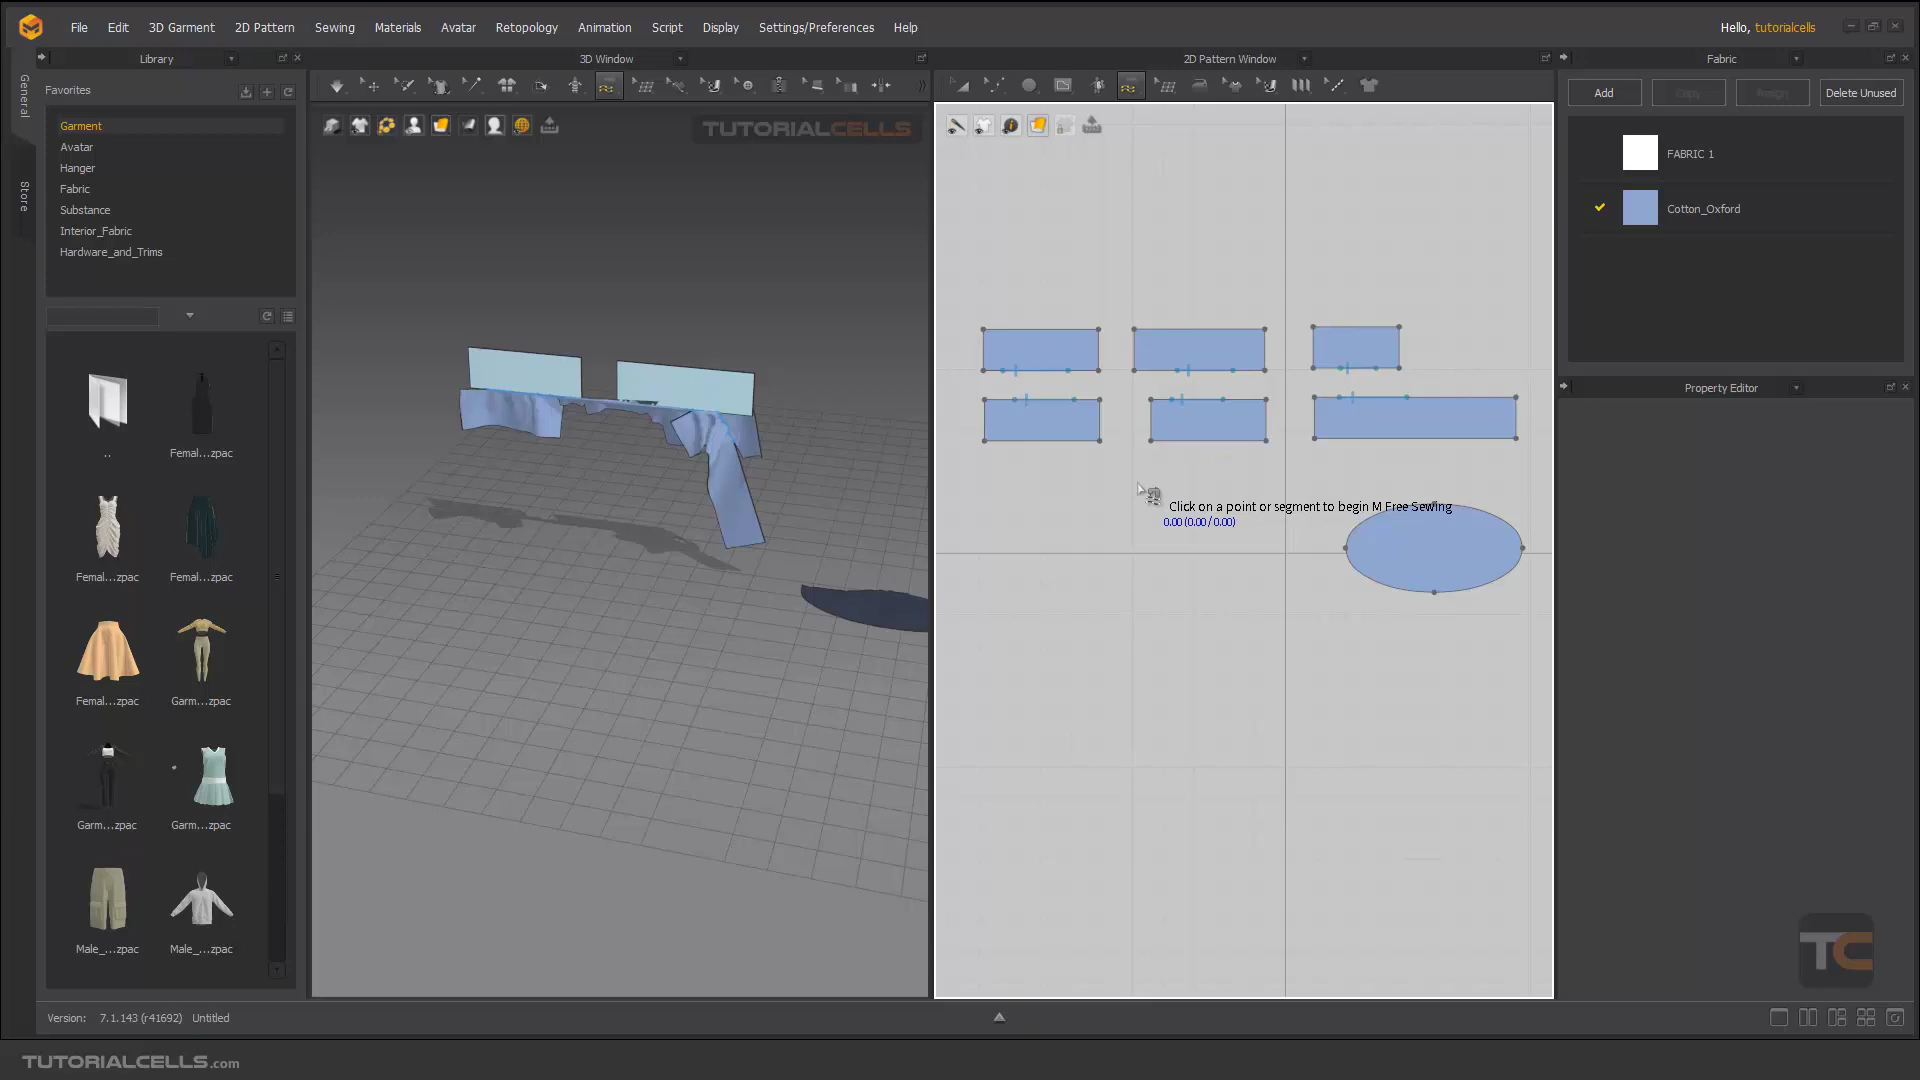 File Edit 3D Garment 2D Pattern Sewing Materials Avatar Retopology Animation Script Display Settings/Preferences Help
Hello, tutorialcells
Library 3D Window 2D Pattern Window Fabric
General
Store
Favorites
Garment
Avatar
Hanger
Fabric
Substance
Interior_Fabric
Hardware_and_Trims
..
Femal...zpac
Femal...zpac
Femal...zpac
Femal...zpac
Garm...zpac
Garm...zpac
Garm...zpac
Male_...zpac
Male_...zpac
TUTORIALCELLS
Click on a point or segment to begin M Free Sewing
0.00 (0.00 / 0.00)
Add Copy Assign Delete Unused
FABRIC 1
Cotton_Oxford
Property Editor
TC
Version: 7.1.143 (r41692) Untitled
TUTORIALCELLS.com